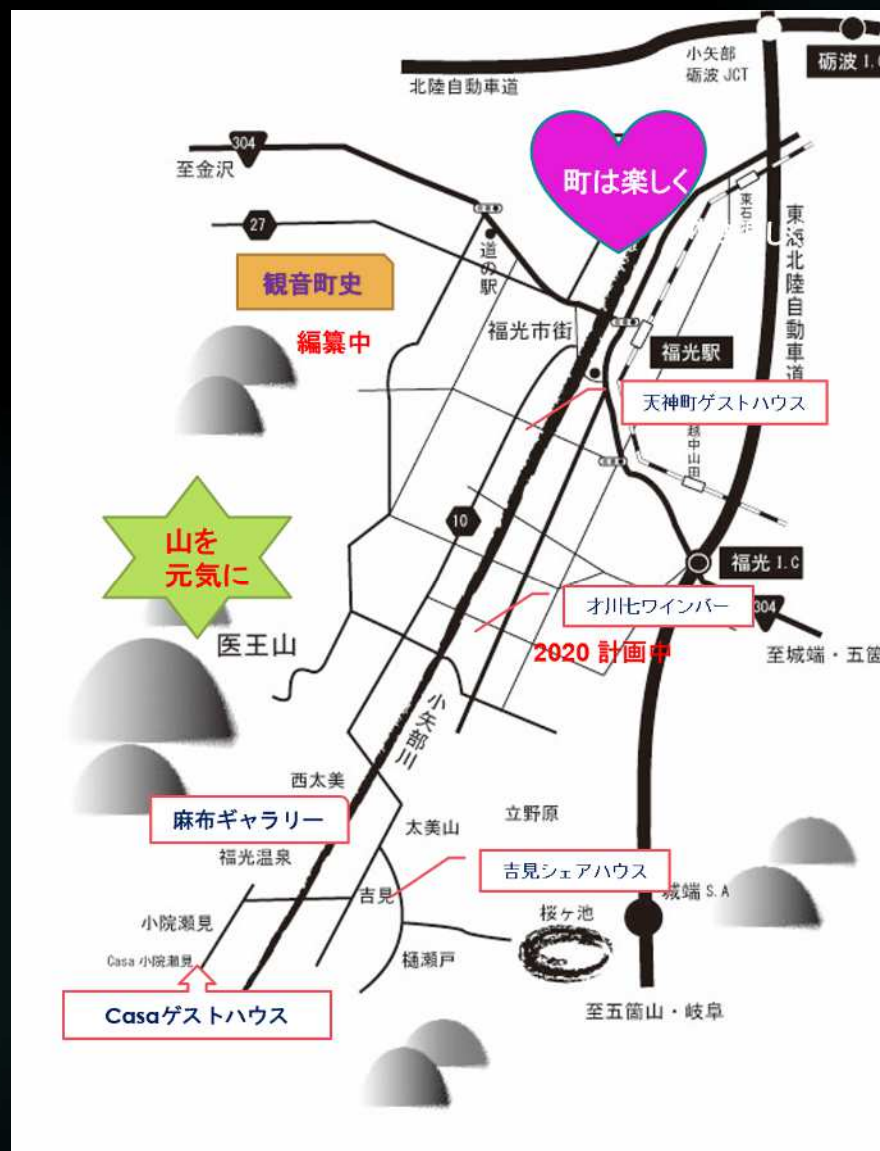 小矢部
砺波 JCT
砺波 I.C
北陸自動車道
304
至金沢
町は楽しく
27
道の駅
東海北陸自動車道
観音町史
編纂中
福光市街
福光駅
天神町ゲストハウス
越中山田
10
山を
元気に
福光 I.C
才川七ワインバー
304
2020 計画中
至城端・五箇
医王山
小矢部川
西太美
麻布ギャラリー
太美山
立野原
福光温泉
吉見シェアハウス
吉見
城端 S.A
桜ヶ池
小院瀬見
Casa 小院瀬見
樋瀬戸
Casaゲストハウス
至五箇山・岐阜